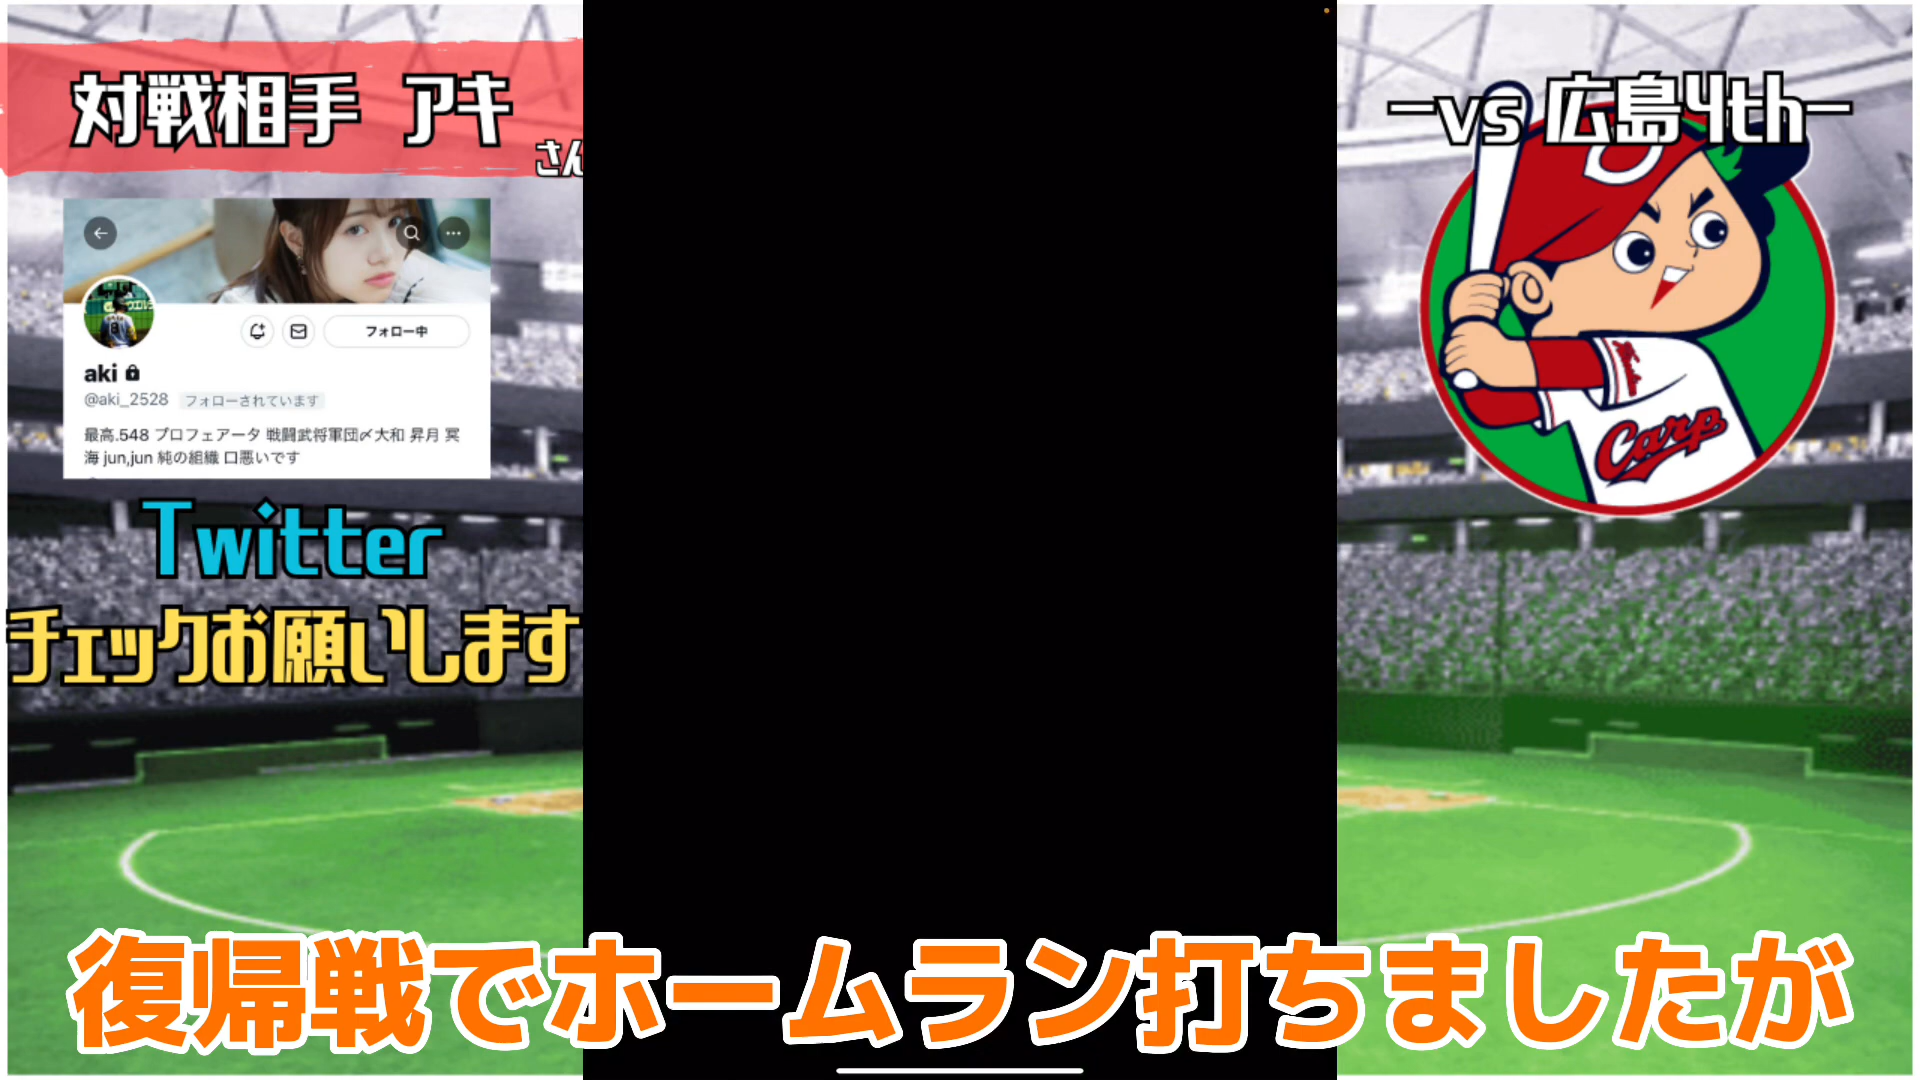 対戦相手 アキ
さん
フォロー中
aki
@aki_2528 フォローされています
最高.548 プロフェアータ 戦闘武将軍団〆大和 昇月 冥
海 jun,jun 純の組織 口悪いです
Twitter
チェックお願いします
ーvs 広島4thー
Carp
復帰戦でホームラン打ちましたが